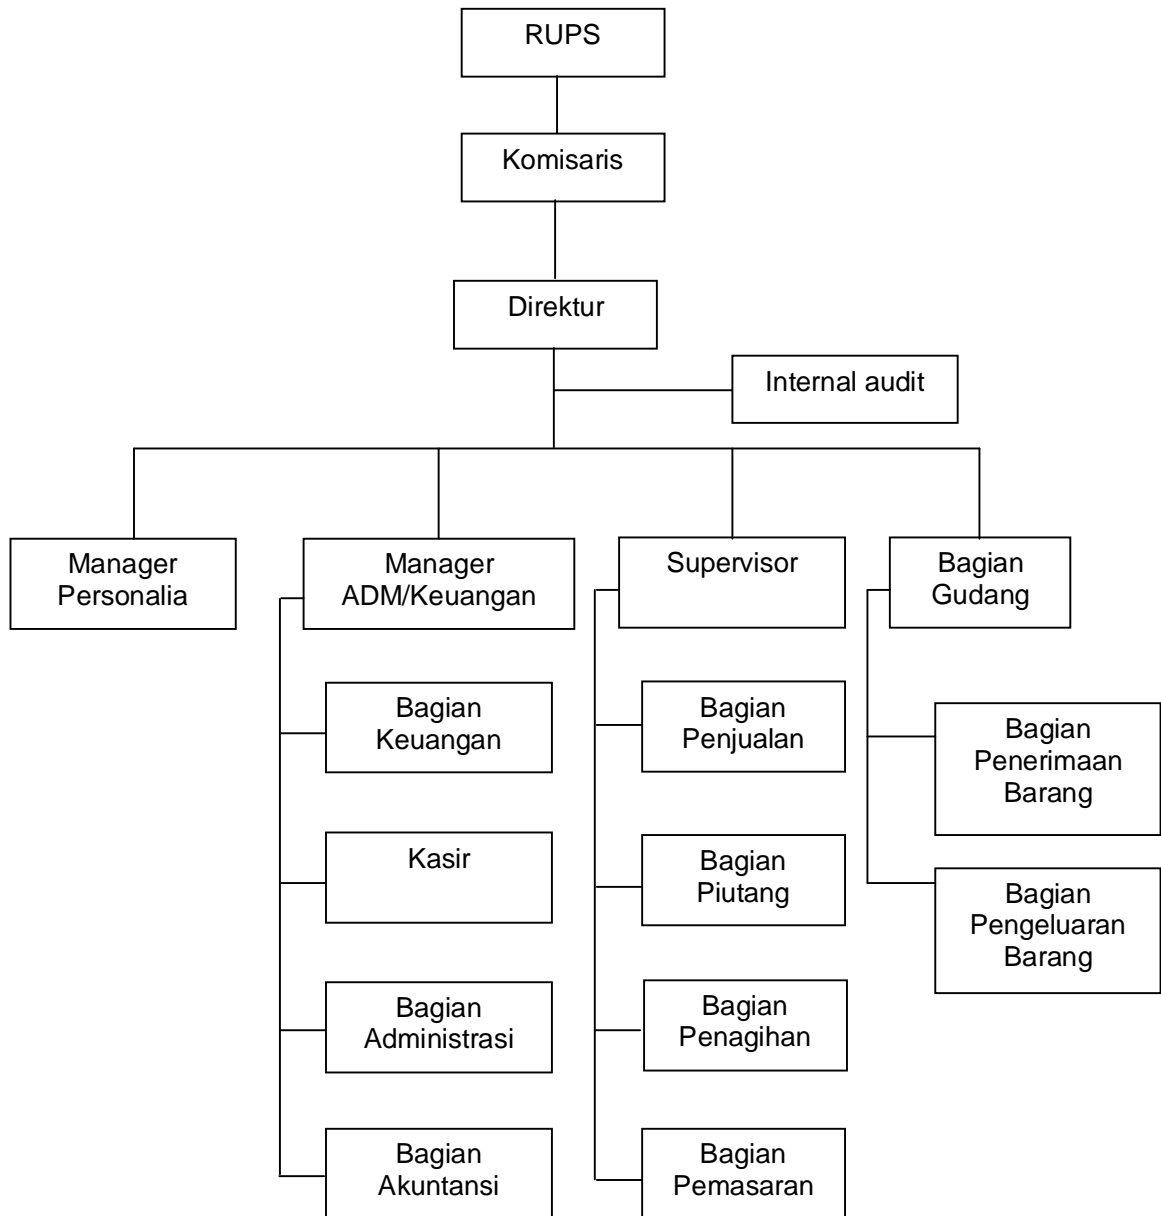 RUPS
Komisaris
Direktur
Internal audit
Manager
Personalia
Manager
ADM/Keuangan
Supervisor
Bagian
Gudang
Bagian
Keuangan
Bagian
Penjualan
Bagian
Penerimaan
Barang
Kasir
Bagian
Piutang
Bagian
Pengeluaran
Barang
Bagian
Administrasi
Bagian
Penagihan
Bagian
Akuntansi
Bagian
Pemasaran